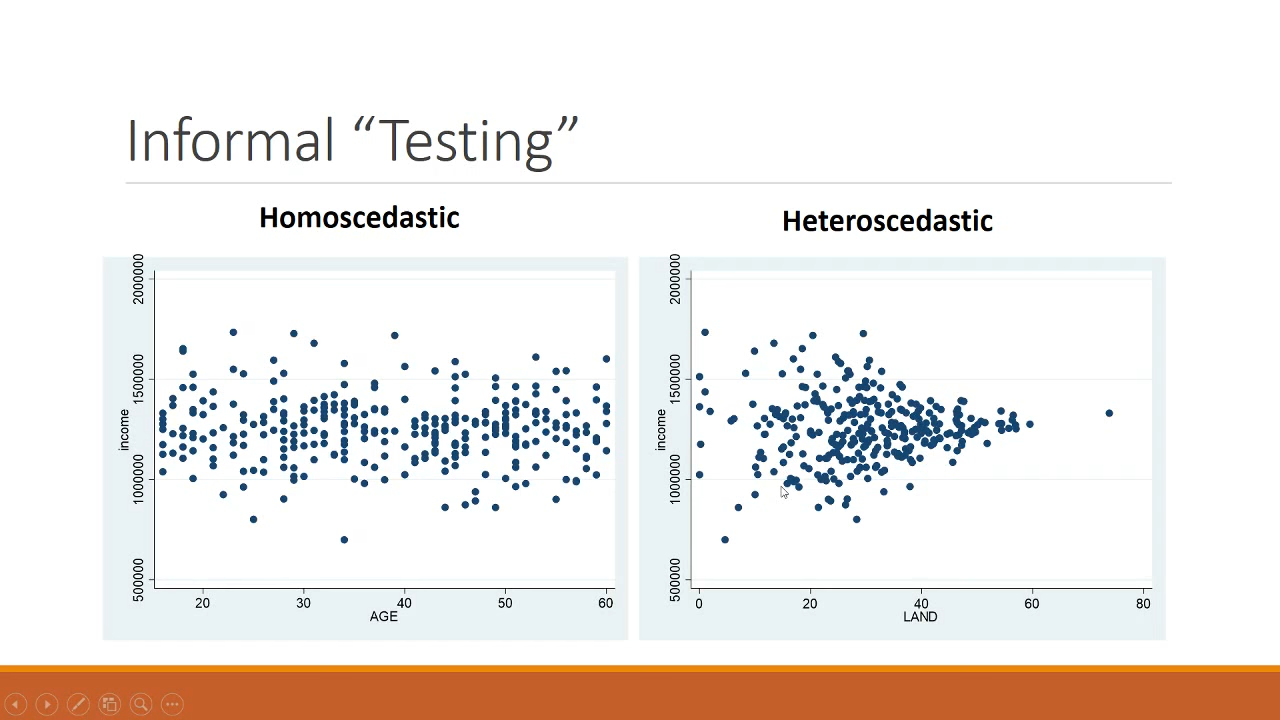 Informal “Testing”
Homoscedastic
Heteroscedastic
2000000
1500000
1000000
500000
income
20
30
40
50
60
AGE
2000000
1500000
1000000
500000
income
0
20
40
60
80
LAND